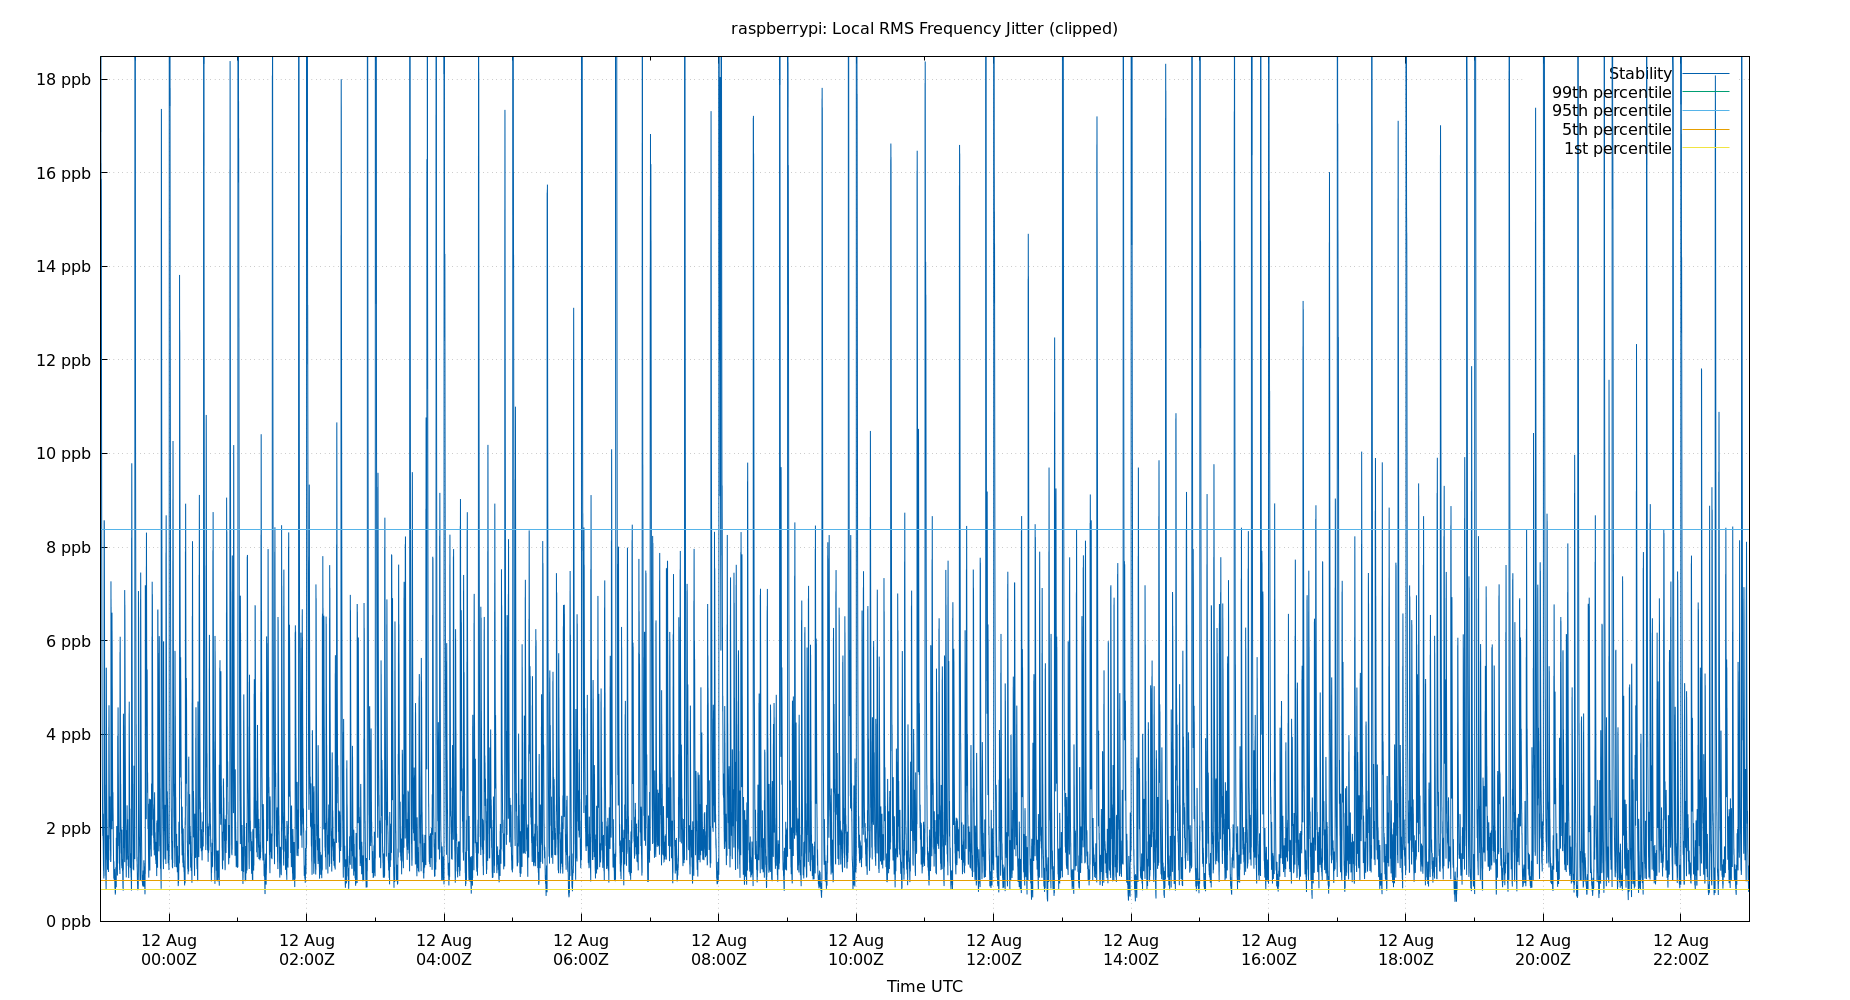 raspberrypi: Local RMS Frequency Jitter (clipped)
18 ppb
16 ppb
14 ppb
12 ppb
10 ppb
8 ppb
6 ppb
4 ppb
2 ppb
0 ppb
Stability
99th percentile
95th percentile
5th percentile
1st percentile
12 Aug 12 Aug 12 Aug 12 Aug 12 Aug 12 Aug 12 Aug 12 Aug 12 Aug 12 Aug 12 Aug 12 Aug
00:00Z 02:00Z 04:00Z 06:00Z 08:00Z 10:00Z 12:00Z 14:00Z 16:00Z 18:00Z 20:00Z 22:00Z
Time UTC